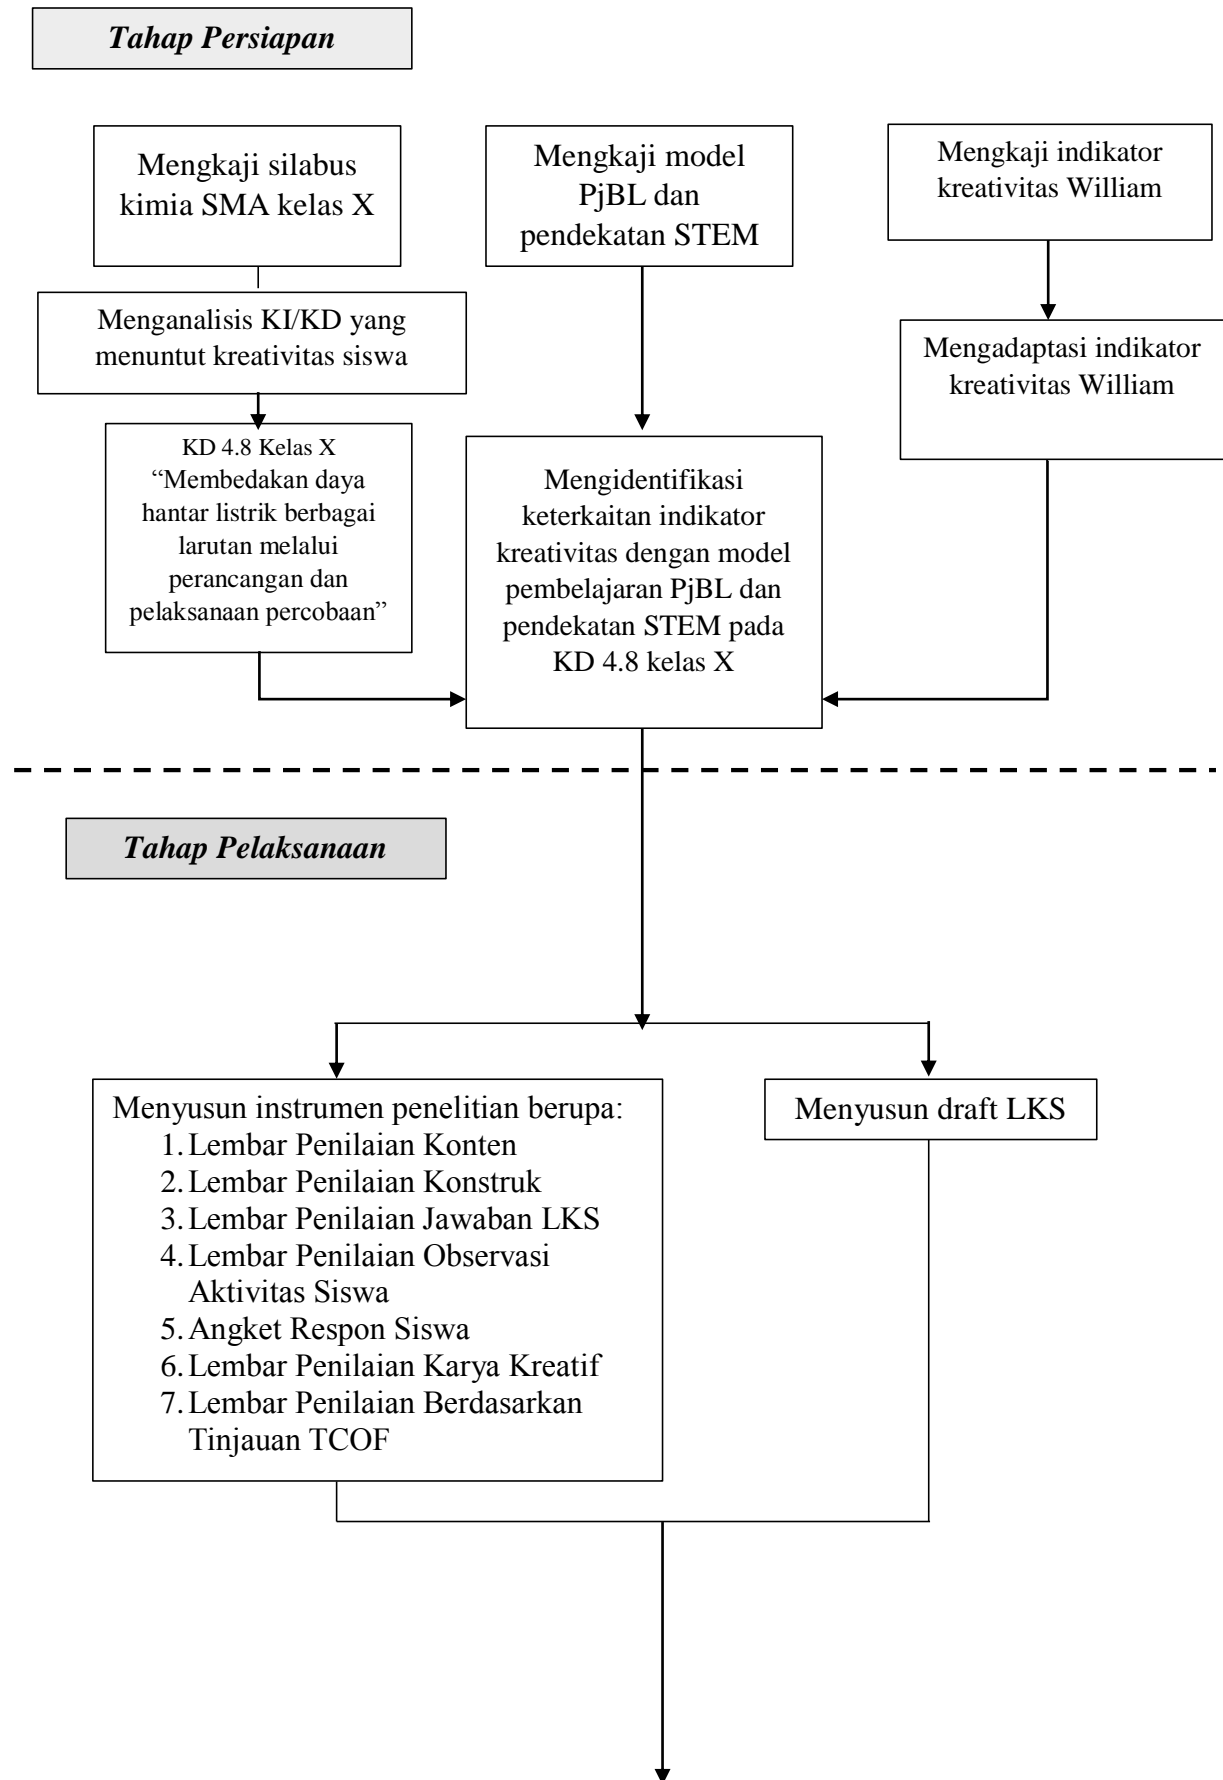 Tahap Persiapan
Mengkaji silabus
kimia SMA kelas X
Mengkaji model
PjBL dan
pendekatan STEM
Mengkaji indikator
kreativitas William
Menganalisis KI/KD yang
menuntut kreativitas siswa
Mengadaptasi indikator
kreativitas William
KD 4.8 Kelas X
“Membedakan daya
hantar listrik berbagai
larutan melalui
perancangan dan
pelaksanaan percobaan”
Mengidentifikasi
keterkaitan indikator
kreativitas dengan model
pembelajaran PjBL dan
pendekatan STEM pada
KD 4.8 kelas X
Tahap Pelaksanaan
Menyusun instrumen penelitian berupa:
1. Lembar Penilaian Konten
2. Lembar Penilaian Konstruk
3. Lembar Penilaian Jawaban LKS
4. Lembar Penilaian Observasi
Aktivitas Siswa
5. Angket Respon Siswa
6. Lembar Penilaian Karya Kreatif
7. Lembar Penilaian Berdasarkan
Tinjauan TCOF
Menyusun draft LKS